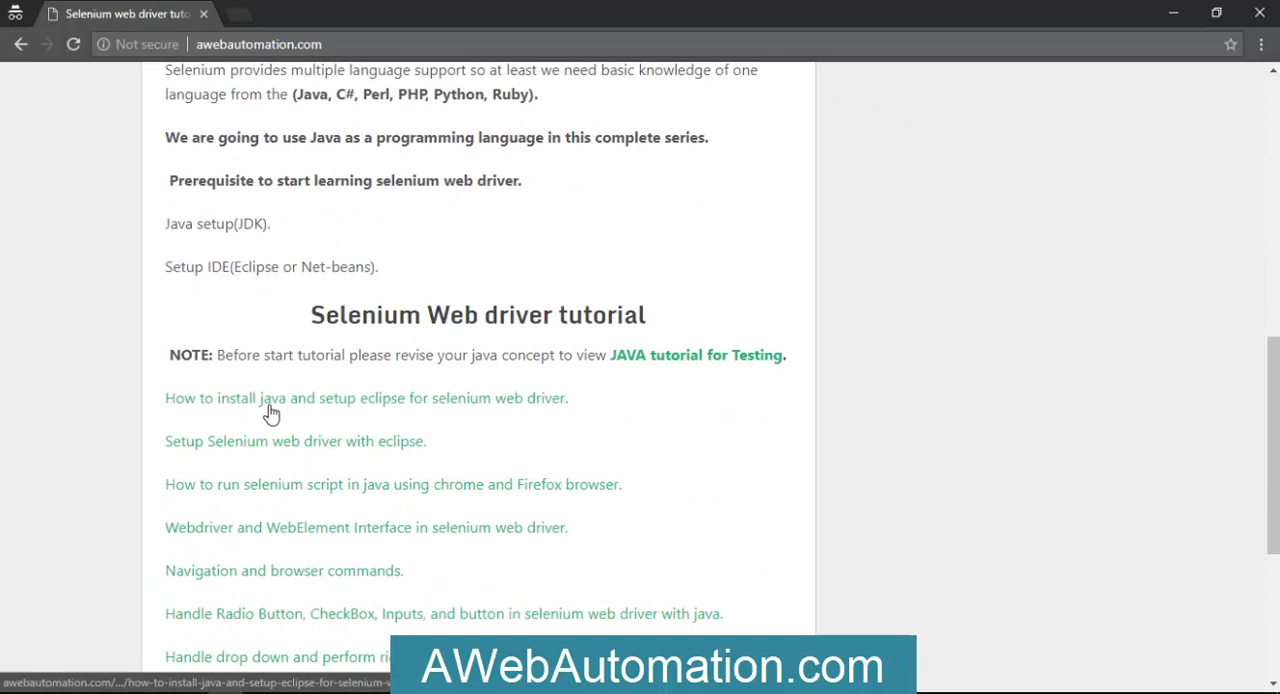 Selenium web driver tuto
Not secure
awebautomation.com
Selenium provides multiple language support so at least we need basic knowledge of one
language from the (Java, C#, Perl, PHP, Python, Ruby).
We are going to use Java as a programming language in this complete series.
Prerequisite to start learning selenium web driver.
Java setup(JDK).
Setup IDE(Eclipse or Net-beans).
Selenium Web driver tutorial
NOTE: Before start tutorial please revise your java concept to view JAVA tutorial for Testing.
How to install java and setup eclipse for selenium web driver.
Setup Selenium web driver with eclipse.
How to run selenium script in java using chrome and Firefox browser.
Webdriver and WebElement Interface in selenium web driver.
Navigation and browser commands.
Handle Radio Button, CheckBox, Inputs, and button in selenium web driver with java.
Handle drop down and perform ri
AWebAutomation.com
awebautomation.com/.../how-to-install-java-and-setup-eclipse-for-selenium-w